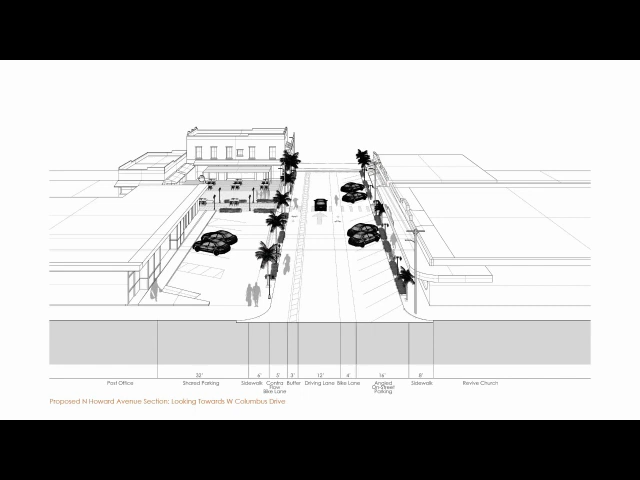 32' 6' 5' 3' 12' 4' 16' 8'
Post Office Shared Parking Sidewalk Contra Flow Bike Lane Buffer Driving Lane Bike Lane Angled On-Street Parking Sidewalk Revive Church
Proposed N Howard Avenue Section: Looking Towards W Columbus Drive